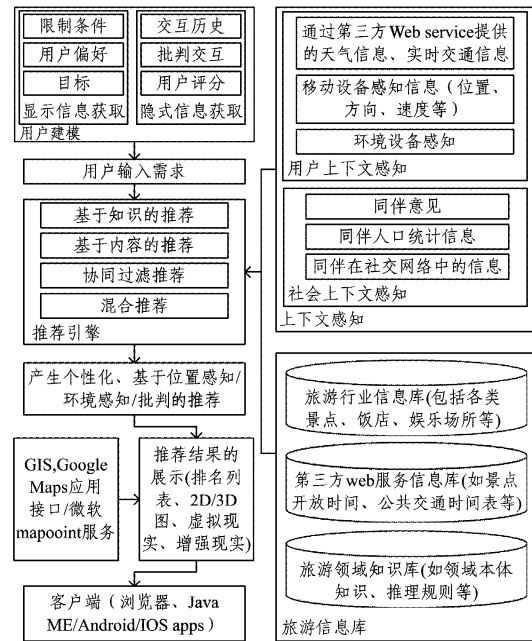 限制条件
用户偏好
目标
显示信息获取
交互历史
批判交互
用户评分
隐式信息获取
用户建模
用户输入需求
基于知识的推荐
基于内容的推荐
协同过滤推荐
混合推荐
推荐引擎
产生个性化、基于位置感知/
环境感知/批判的推荐
GIS,Google
Maps应用
接口/微软
mapooint服务
推荐结果的
展示(排名列
表、2D/3D
图、虚拟现
实、增强现实)
客户端（浏览器、Java
ME/Android/IOS apps）
通过第三方Web service提供
的天气信息、实时交通信息
移动设备感知信息（位置、
方向、速度等）
环境设备感知
用户上下文感知
同伴意见
同伴人口统计信息
同伴在社交网络中的信息
社会上下文感知
上下文感知
旅游行业信息库(包括各类
景点、饭店、娱乐场所等)
第三方web服务信息库(如景点
开放时间、公共交通时间表等)
旅游领域知识库(如领域本体
知识、推理规则等)
旅游信息库